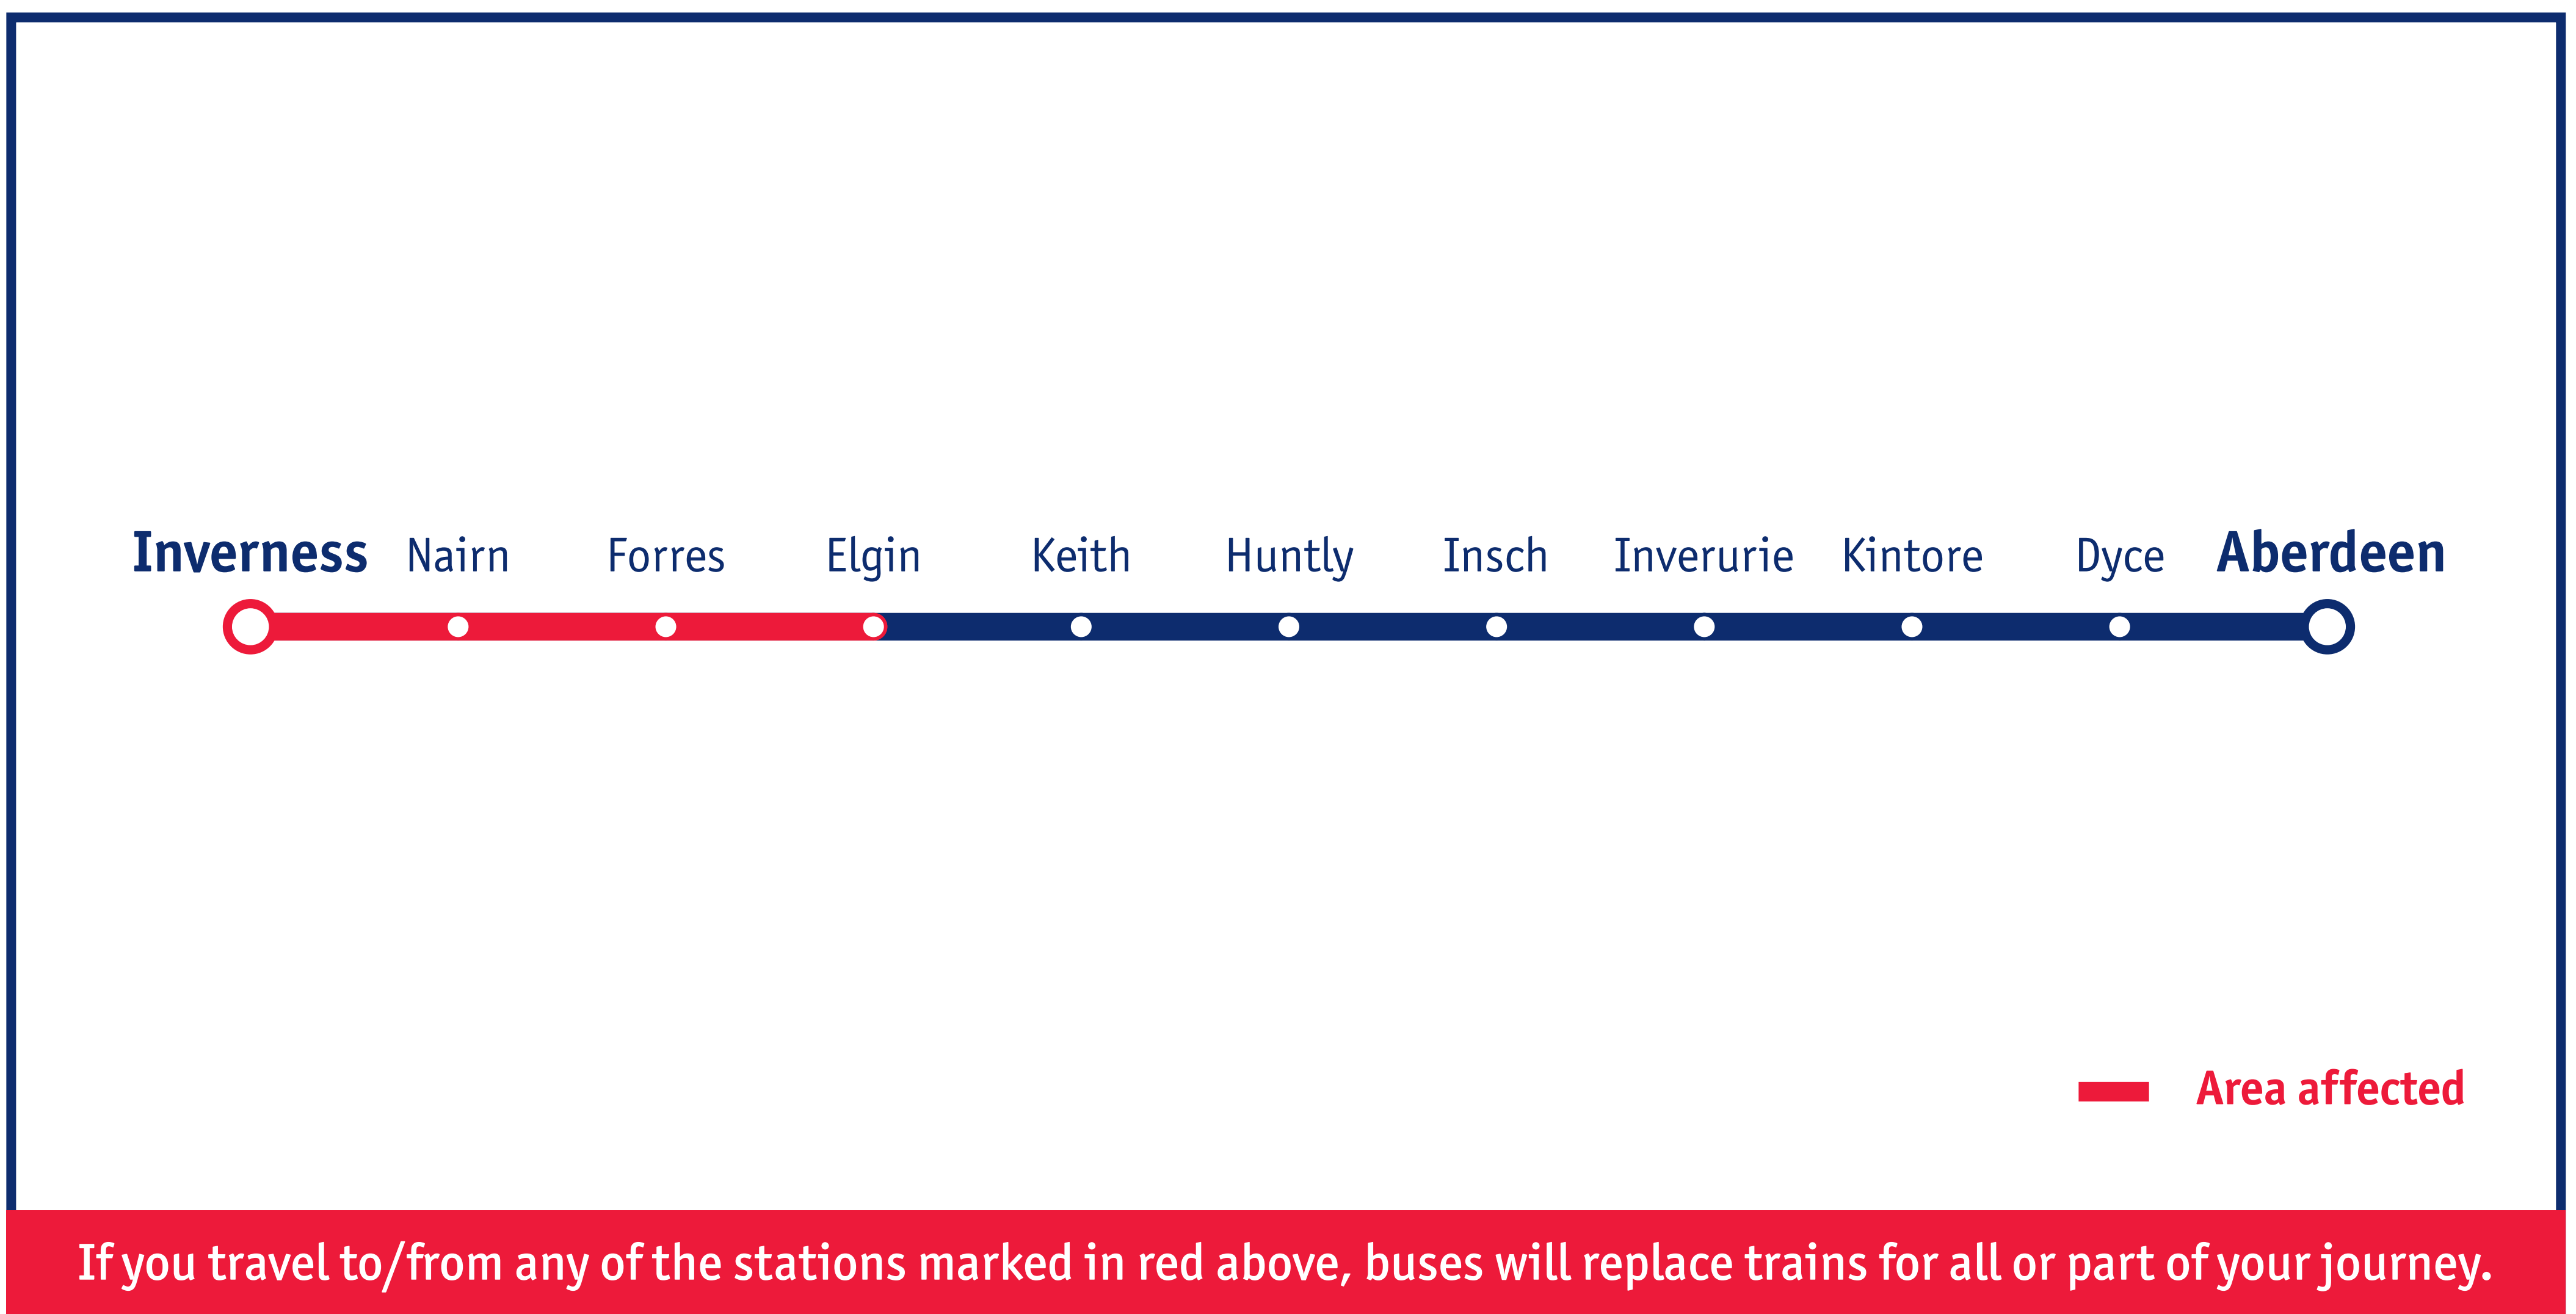 Inverness Nairn Forres Elgin Keith Huntly Insch Inverurie Kintore Dyce Aberdeen
Area affected
If you travel to/from any of the stations marked in red above, buses will replace trains for all or part of your journey.